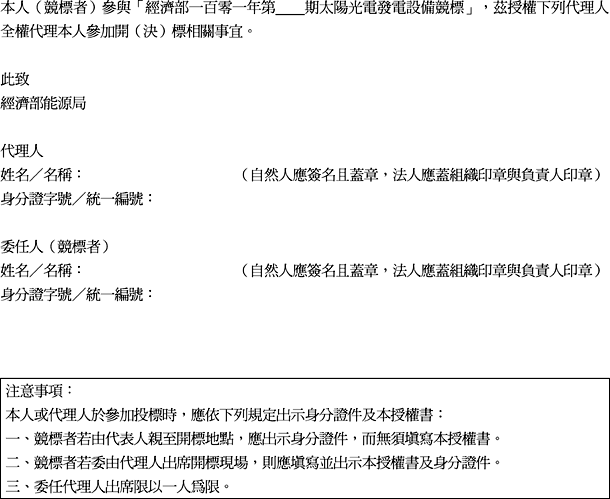 本人（競標者）參與「經濟部一百零一年第____期太陽光電發電設備競標」，茲授權下列代理人
全權代理本人參加開（決）標相關事宜。
此致
經濟部能源局
代理人
姓名／名稱：（自然人應簽名且蓋章，法人應蓋組織印章與負責人印章）
身分證字號／統一編號：
委任人（競標者）
姓名／名稱：（自然人應簽名且蓋章，法人應蓋組織印章與負責人印章）
身分證字號／統一編號：
注意事項：
本人或代理人於參加投標時，應依下列規定出示身分證件及本授權書：
一、競標者若由代表人親至開標地點，應出示身分證件，而無須填寫本授權書。
二、競標者若委由代理人出席開標現場，則應填寫並出示本授權書及身分證件。
三、委任代理人出席限以一人為限。